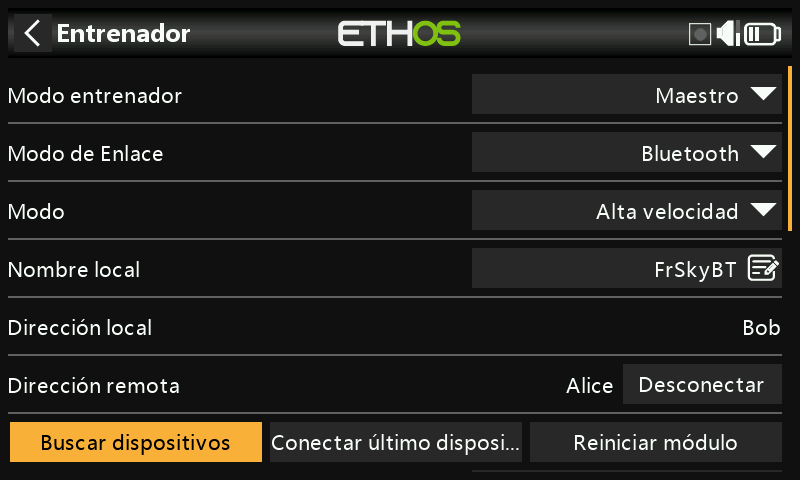 Entrenador
ETHOS
Modo entrenador Maestro
Modo de Enlace Bluetooth
Modo Alta velocidad
Nombre local FrSkyBT
Dirección local Bob
Dirección remota Alice Desconectar
Buscar dispositivos Conectar último disposi... Reiniciar módulo